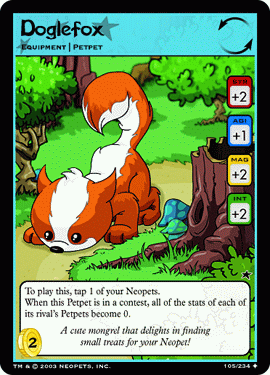 Doglefox
EQUIPMENT | PETPET
STR
+2
AGI
+1
MAG
+2
INT
+2
To play this, tap 1 of your Neopets.
When this Petpet is in a contest, all of the stats of each of
its rival's Petpets become 0.
A cute mongrel that delights in finding
small treats for your Neopet!
2
TM & © 2003 NEOPETS, INC.
105/234